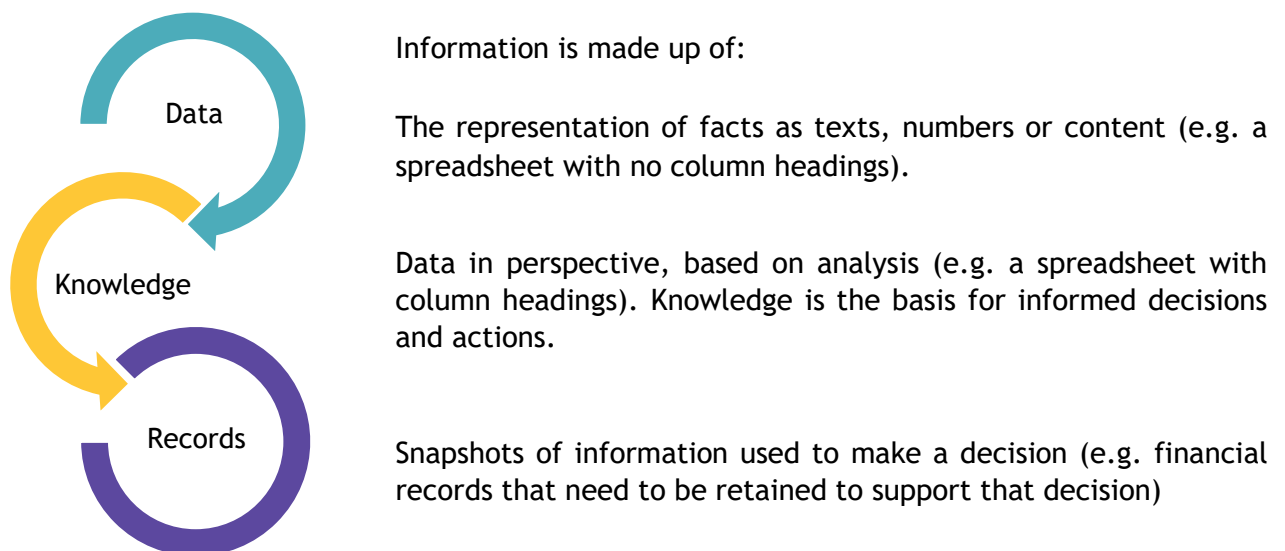 Information is made up of:
Data
The representation of facts as texts, numbers or content (e.g. a
spreadsheet with no column headings).
Knowledge
Data in perspective, based on analysis (e.g. a spreadsheet with
column headings). Knowledge is the basis for informed decisions
and actions.
Records
Snapshots of information used to make a decision (e.g. financial
records that need to be retained to support that decision)